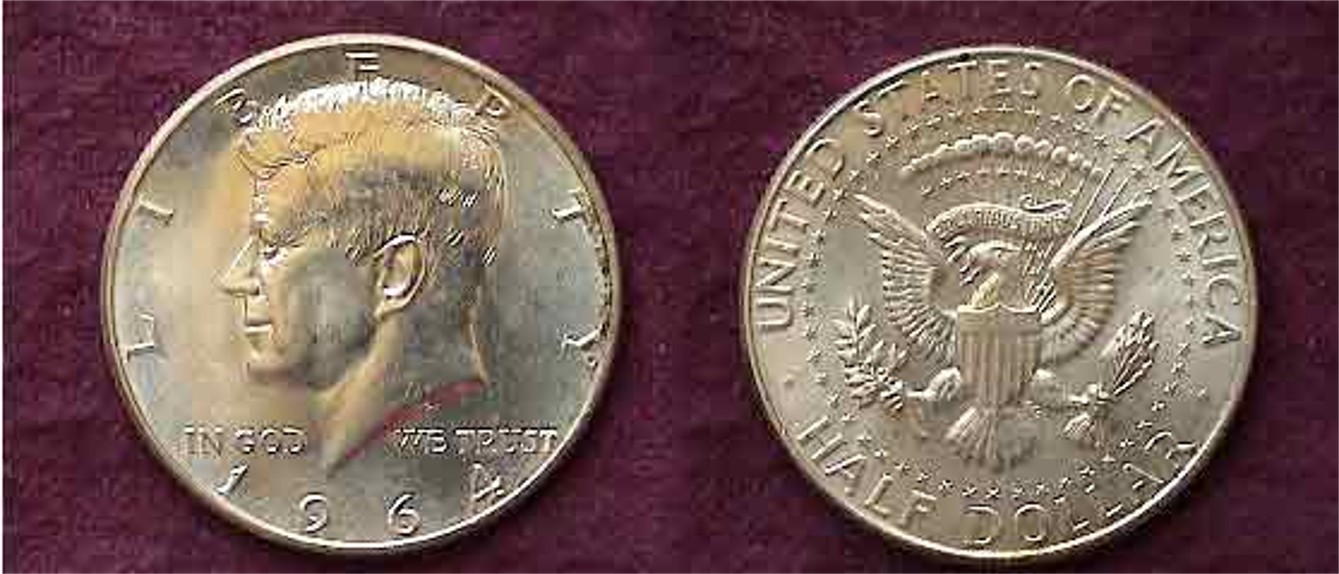 LIBERTY
IN GOD WE TRUST
1964
UNITED STATES OF AMERICA
HALF DOLLAR